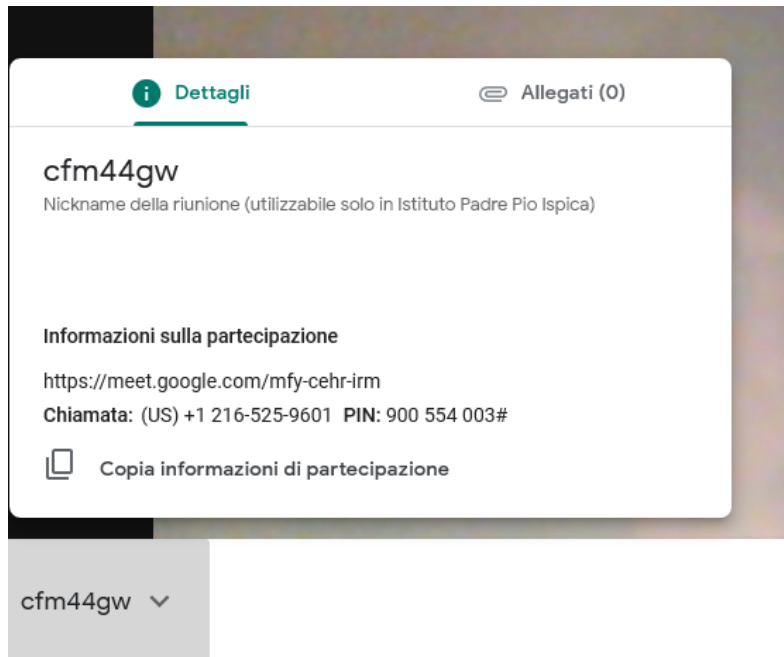 Dettagli
Allegati (0)
cfm44gw
Nickname della riunione (utilizzabile solo in Istituto Padre Pio Ispica)
Informazioni sulla partecipazione
https://meet.google.com/mfy-cehr-irm
Chiamata: (US) +1 216-525-9601 PIN: 900 554 003#
Copia informazioni di partecipazione
cfm44gw